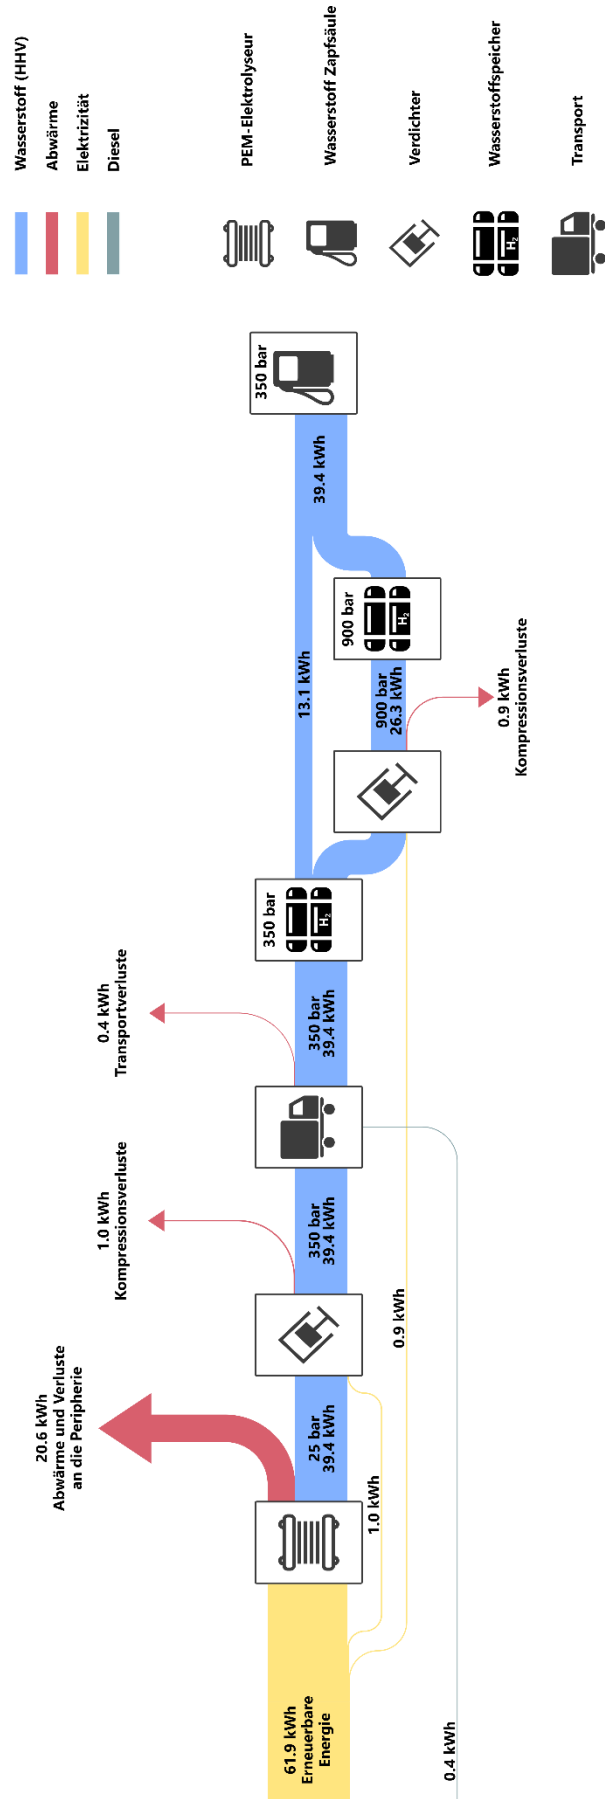 61.9 kWh
Erneuerbare
Energie
0.4 kWh
20.6 kWh
Abwärme und Verluste
an die Peripherie
25 bar
39.4 kWh
1.0 kWh
0.9 kWh
1.0 kWh
Kompressionsverluste
350 bar
39.4 kWh
0.4 kWh
Transportverluste
350 bar
39.4 kWh
350 bar
H₂
13.1 kWh
900 bar
26.3 kWh
0.9 kWh
Kompressionsverluste
900 bar
H₂
39.4 kWh
350 bar
Wasserstoff (HHV)
Abwärme
Elektrizität
Diesel
PEM-Elektrolyseur
Wasserstoff Zapfsäule
Verdichter
H₂
Wasserstoffspeicher
Transport